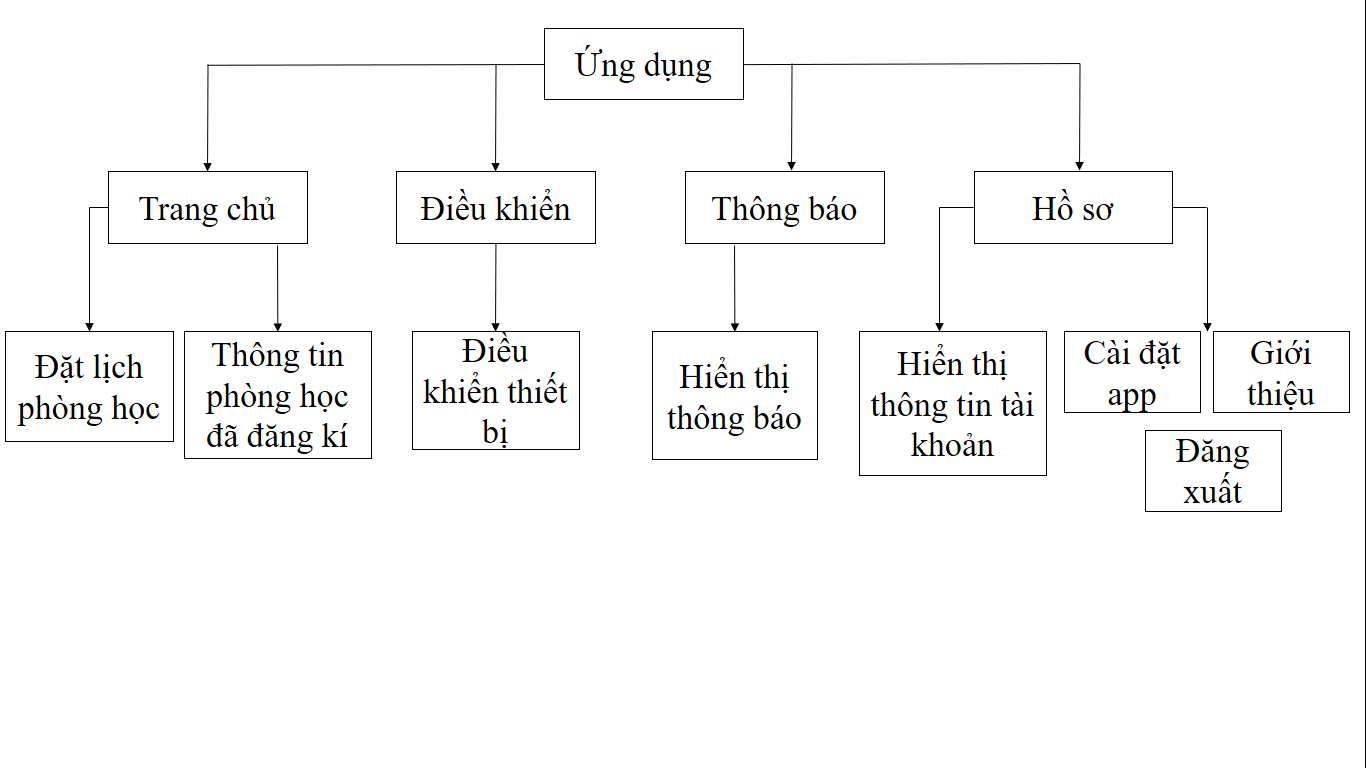 Ứng dụng
Trang chủ
Điều khiển
Thông báo
Hồ sơ
Đặt lịch
phòng học
Thông tin
phòng học
đã đăng kí
Điều
khiển thiết
bị
Hiển thị
thông báo
Hiển thị
thông tin tài
khoản
Cài đặt
app
Giới
thiệu
Đăng
xuất